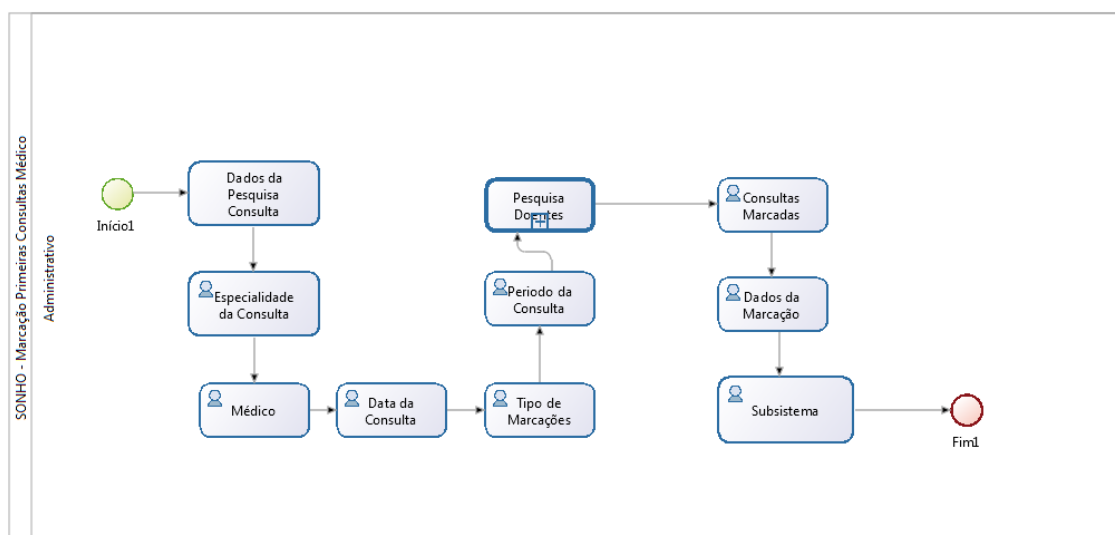 SONHO - Marcação Primeiras Consultas Médico
Administrativo
Início1
Dados da
Pesquisa
Consulta
Especialidade
da Consulta
Médico
Data da
Consulta
Tipo de
Marcações
Periodo da
Consulta
Pesquisa
Doentes
Consultas
Marcadas
Dados da
Marcação
Subsistema
Fim1